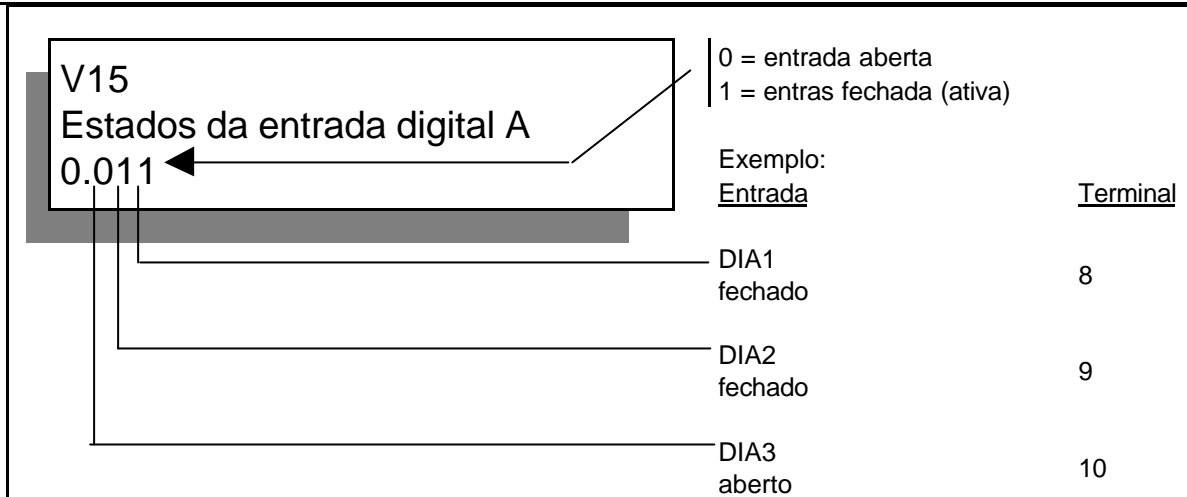 V15
Estados da entrada digital A
0.011
0 = entrada aberta
1 = entras fechada (ativa)
Exemplo:
Entrada Terminal
DIA1
fechado 8
DIA2
fechado 9
DIA3
aberto 10